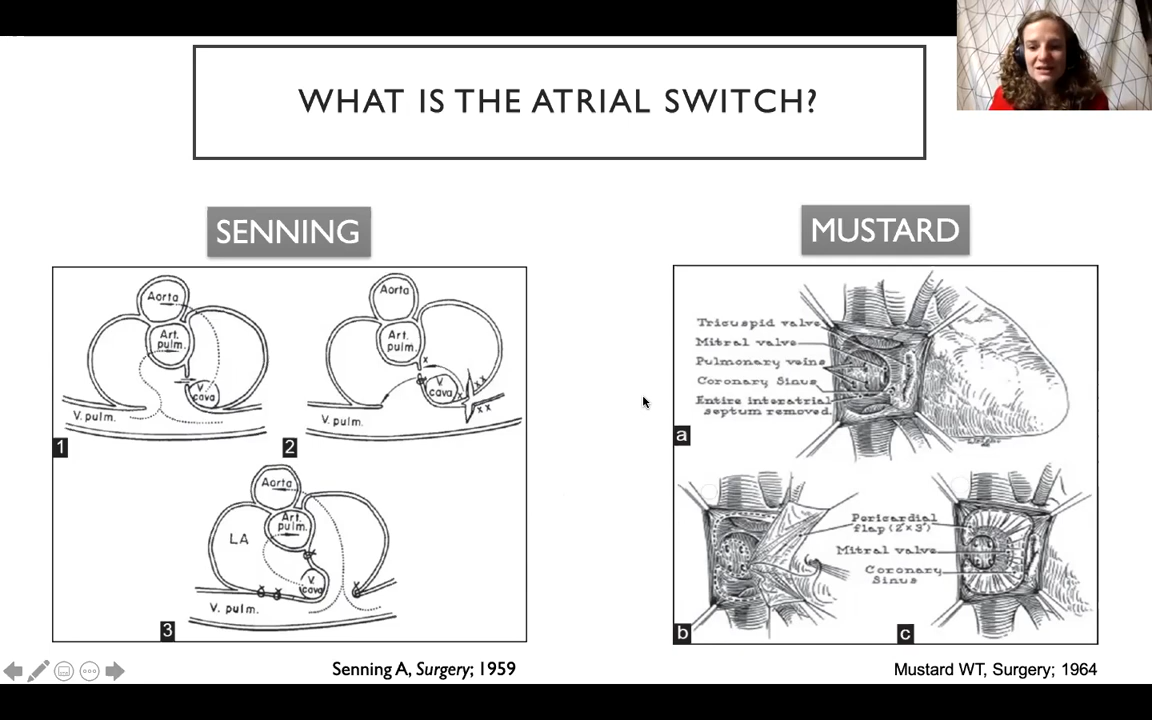 WHAT IS THE ATRIAL SWITCH?
SENNING
Aorta
Art.
pulm.
V.
cava
V. pulm.
1
Aorta
Art.
pulm.
V.
cava
V. pulm.
x
x
x x
x x
2
Aorta
Art.
pulm.
LA
V.
cava
V. pulm.
3
Senning A, Surgery; 1959
MUSTARD
Tricuspid valve
Mitral valve
Pulmonary veins
Coronary Sinus
Entire interatrial
septum removed.
a
Pericardial
flap (2"x 3")
Mitral valve
Coronary
Sinus
b
c
Mustard WT, Surgery; 1964